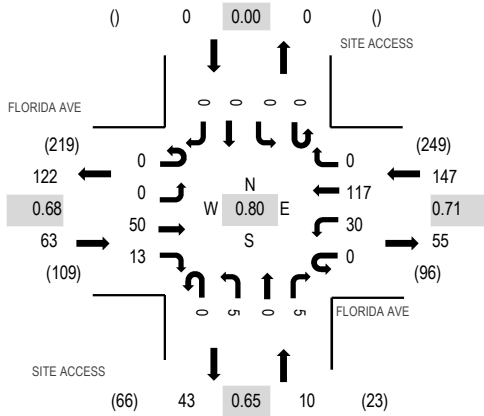 () 0 0.00 0 ()
SITE ACCESS
0 0 0 0
FLORIDA AVE
(219) (249)
122 0 0 147
0 N 117
0.68 W 0.80 E 0.71
63 50 S 30 55
13 0
(109) (96)
0 5 0 5
FLORIDA AVE
SITE ACCESS
(66) 43 0.65 10 (23)